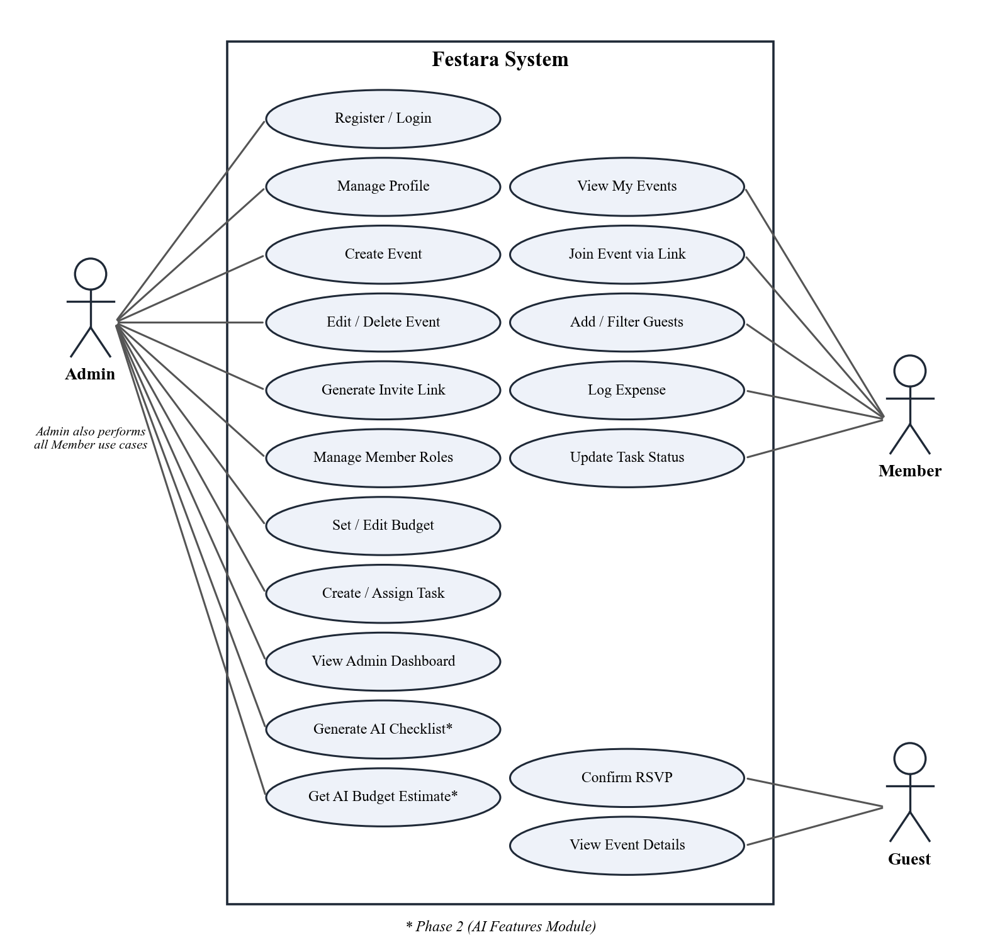 Festara System
Register / Login
Manage Profile
View My Events
Create Event
Join Event via Link
Edit / Delete Event
Add / Filter Guests
Admin
Generate Invite Link
Log Expense
Admin also performs
all Member use cases
Manage Member Roles
Update Task Status
Member
Set / Edit Budget
Create / Assign Task
View Admin Dashboard
Generate AI Checklist*
Confirm RSVP
Get AI Budget Estimate*
View Event Details
Guest
* Phase 2 (AI Features Module)